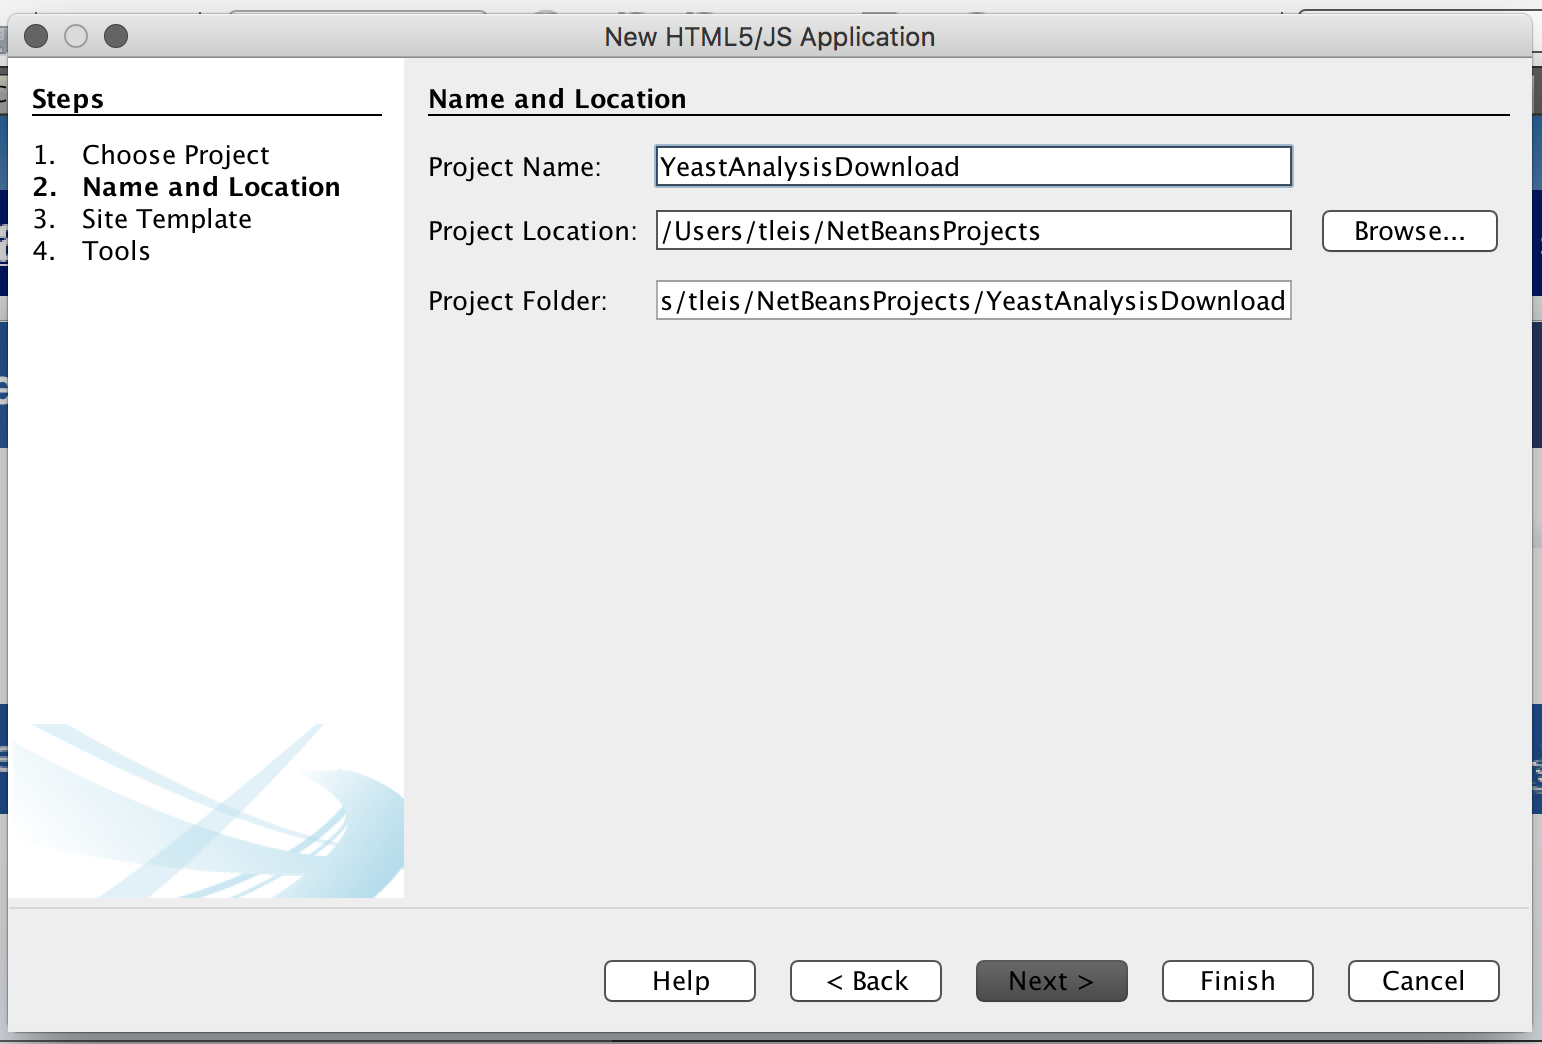 New HTML5/JS Application
Steps
1. Choose Project
2. Name and Location
3. Site Template
4. Tools
Name and Location
Project Name: YeastAnalysisDownload
Project Location: /Users/tleis/NetBeansProjects Browse...
Project Folder: s/tleis/NetBeansProjects/YeastAnalysisDownload
Help < Back Next > Finish Cancel